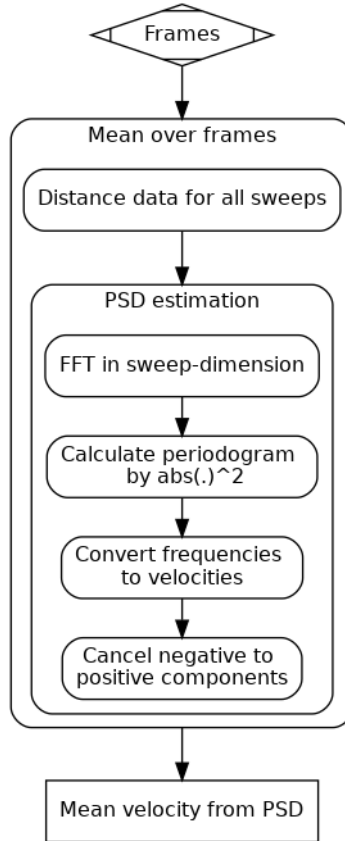 Frames
Mean over frames
Distance data for all sweeps
PSD estimation
FFT in sweep-dimension
Calculate periodogram
by abs(.)^2
Convert frequencies
to velocities
Cancel negative to
positive components
Mean velocity from PSD